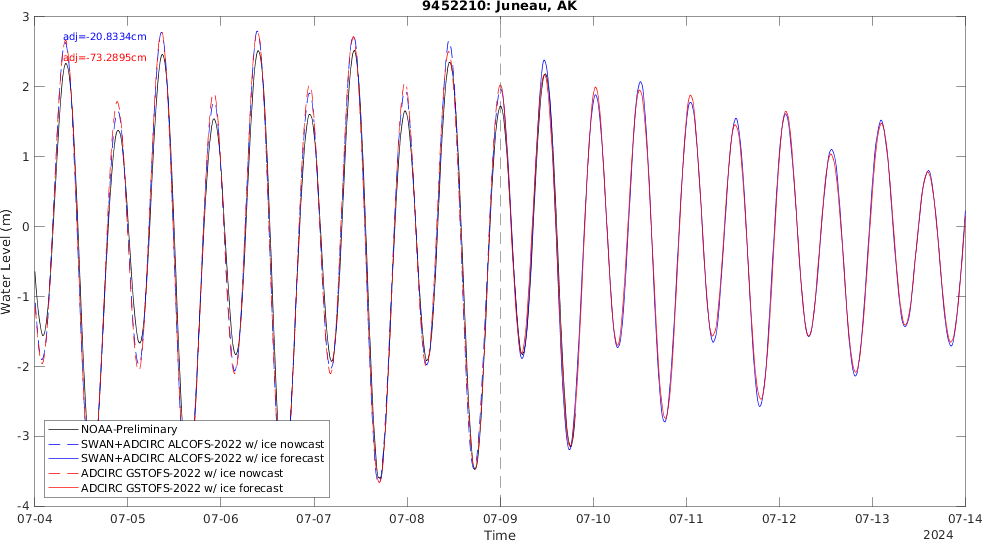 9452210: Juneau, AK
adj=-20.8334cm
adj=-73.2895cm
3
2
1
0
-1
-2
-3
-4
Water Level (m)
NOAA-Preliminary
SWAN+ADCIRC ALCOFS-2022 w/ ice nowcast
SWAN+ADCIRC ALCOFS-2022 w/ ice forecast
ADCIRC GSTOFS-2022 w/ ice nowcast
ADCIRC GSTOFS-2022 w/ ice forecast
07-04 07-05 07-06 07-07 07-08 07-09 07-10 07-11 07-12 07-13 07-14
Time
2024